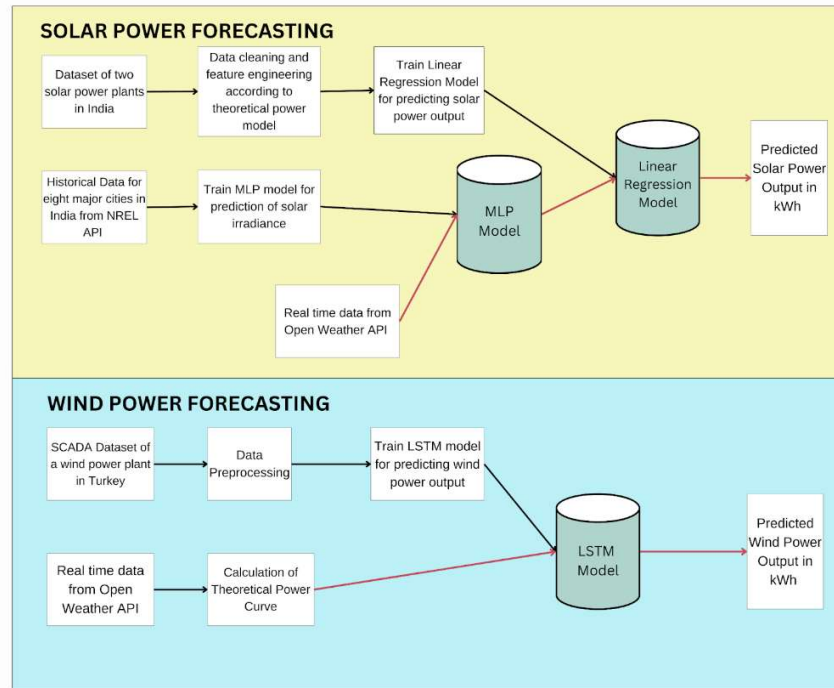 SOLAR POWER FORECASTING
Dataset of two
solar power plants
in India
Data cleaning and
feature engineering
according to
theoretical power
model
Train Linear
Regression Model
for predicting solar
power output
Historical Data for
eight major cities in
India from NREL
API
Train MLP model for
prediction of solar
irradiance
MLP
Model
Linear
Regression
Model
Predicted
Solar Power
Output in
kWh
Real time data from
Open Weather API
WIND POWER FORECASTING
SCADA Dataset of
a wind power plant
in Turkey
Data
Preprocessing
Train LSTM model
for predicting wind
power output
Real time data
from Open
Weather API
Calculation of
Theoretical Power
Curve
LSTM
Model
Predicted
Wind Power
Output in
kWh